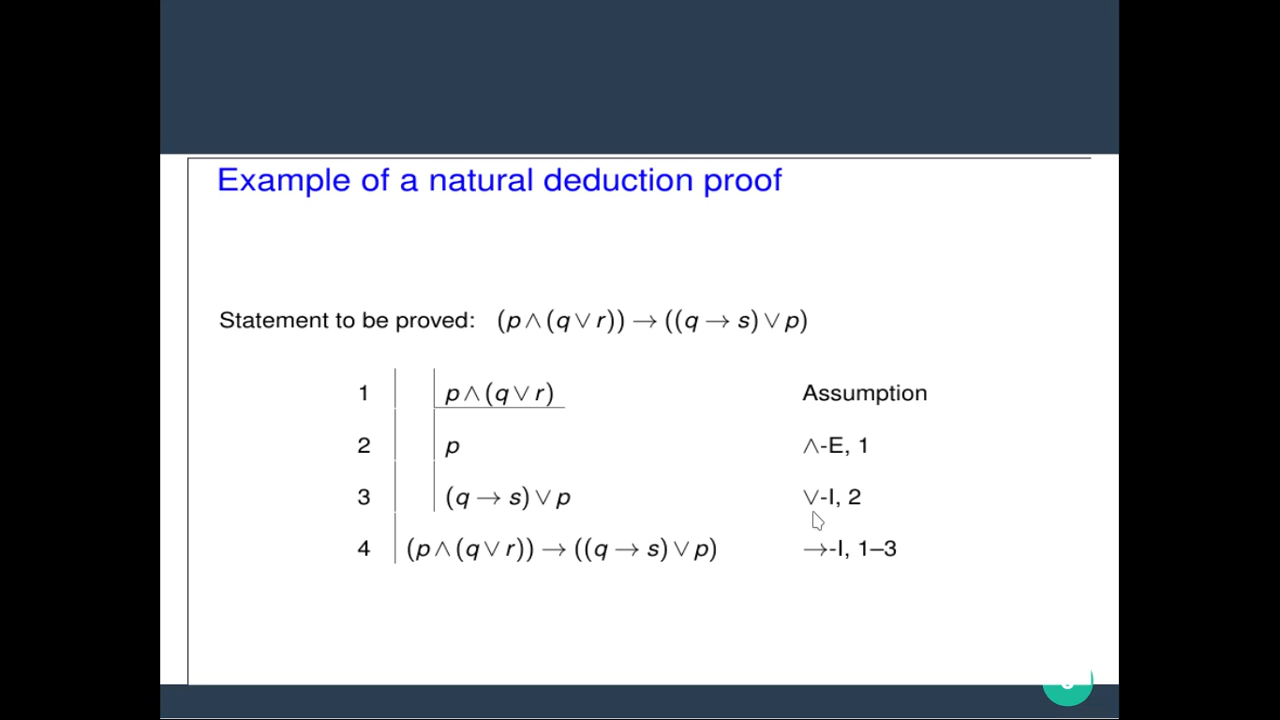 Example of a natural deduction proof
Statement to be proved: (p ∧ (q ∨ r)) → ((q → s) ∨ p)
1 p ∧ (q ∨ r) Assumption
2 p ∧-E, 1
3 (q → s) ∨ p ∨-I, 2
4 (p ∧ (q ∨ r)) → ((q → s) ∨ p) →-I, 1–3